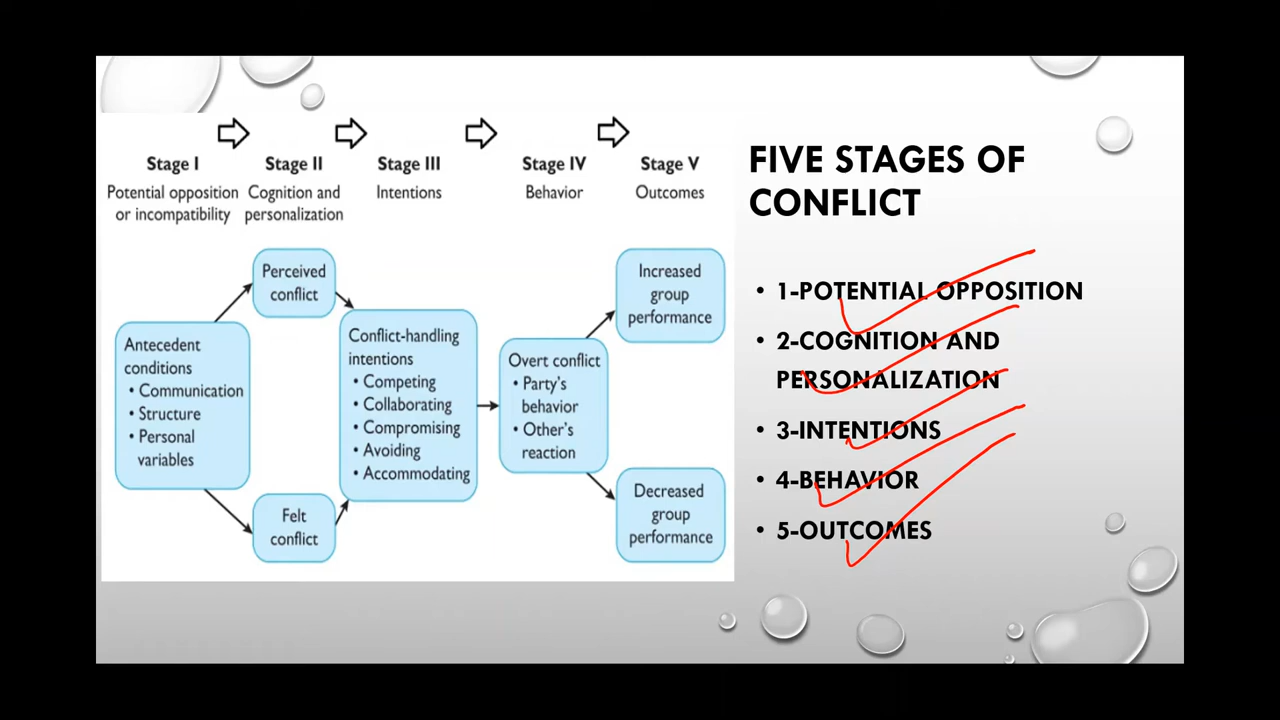 Stage I
Potential opposition
or incompatibility
Stage II
Cognition and
personalization
Stage III
Intentions
Stage IV
Behavior
Stage V
Outcomes
Antecedent
conditions
• Communication
• Structure
• Personal
variables
Perceived
conflict
Felt
conflict
Conflict-handling
intentions
• Competing
• Collaborating
• Compromising
• Avoiding
• Accommodating
Overt conflict
• Party's
behavior
• Other's
reaction
Increased
group
performance
Decreased
group
performance
FIVE STAGES OF
CONFLICT
• 1-POTENTIAL OPPOSITION
• 2-COGNITION AND
PERSONALIZATION
• 3-INTENTIONS
• 4-BEHAVIOR
• 5-OUTCOMES